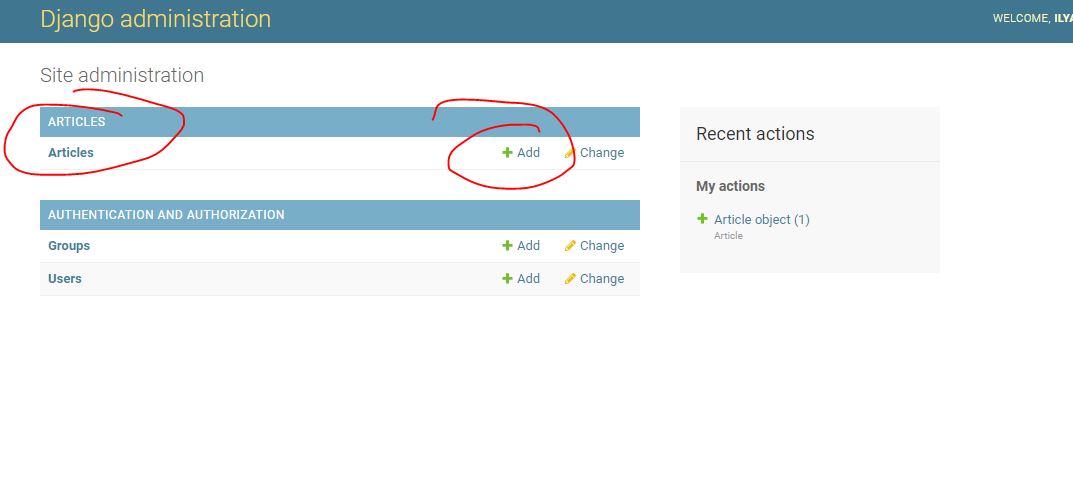 Django administration
WELCOME,
Site administration
ARTICLES
Articles Add Change
AUTHENTICATION AND AUTHORIZATION
Groups Add Change
Users Add Change
Recent actions
My actions
Article object (1)
Article